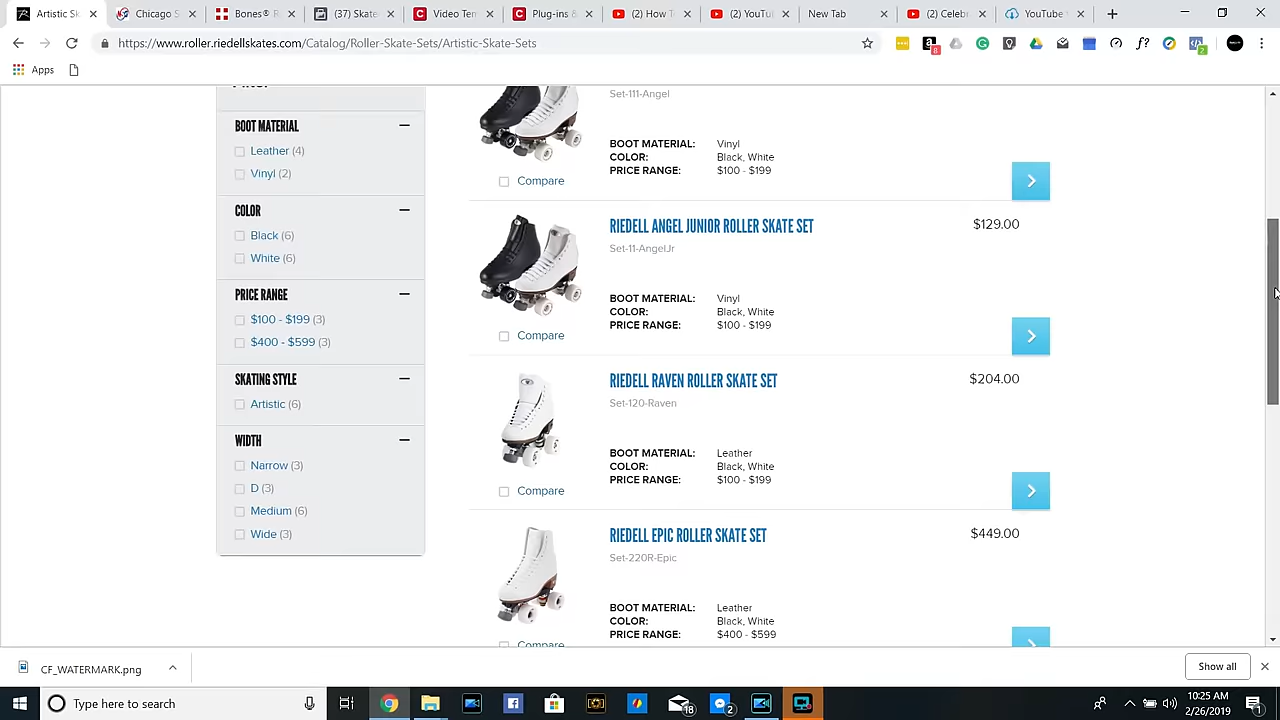 Artistic Sk
Chicago S
Bones® R
(37) Skate
Video Ter
Plug-ins &
(2) How T
(2) YouTu
New Tab
(2) Celeb
YouTube
https://www.roller.riedellskates.com/Catalog/Roller-Skate-Sets/Artistic-Skate-Sets
8
2
Apps
BOOT MATERIAL
Leather (4)
Vinyl (2)
COLOR
Black (6)
White (6)
PRICE RANGE
$100 - $199 (3)
$400 - $599 (3)
SKATING STYLE
Artistic (6)
WIDTH
Narrow (3)
D (3)
Medium (6)
Wide (3)
Set-111-Angel
BOOT MATERIAL: Vinyl
COLOR: Black, White
PRICE RANGE: $100 - $199
Compare
RIEDELL ANGEL JUNIOR ROLLER SKATE SET $129.00
Set-11-AngelJr
BOOT MATERIAL: Vinyl
COLOR: Black, White
PRICE RANGE: $100 - $199
Compare
RIEDELL RAVEN ROLLER SKATE SET $204.00
Set-120-Raven
BOOT MATERIAL: Leather
COLOR: Black, White
PRICE RANGE: $100 - $199
Compare
RIEDELL EPIC ROLLER SKATE SET $449.00
Set-220R-Epic
BOOT MATERIAL: Leather
COLOR: Black, White
PRICE RANGE: $400 - $599
Compare
CF_WATERMARK.png
Show all
Type here to search
18
2
10:25 AM
2/26/2019
1